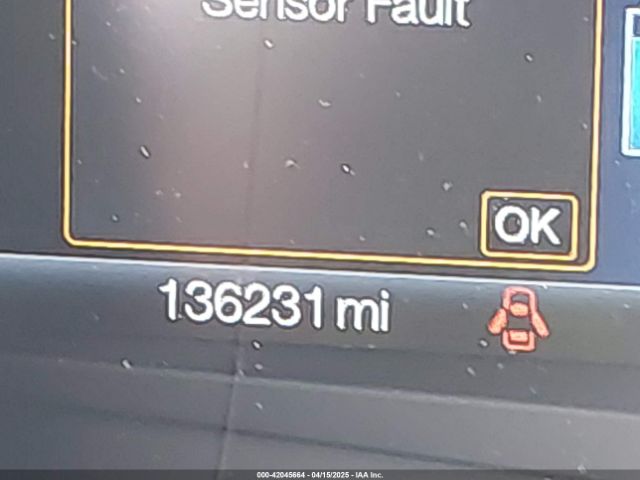 Sensor Fault
OK
136231 mi
000-42045664 - 04/15/2025 - IAA Inc.